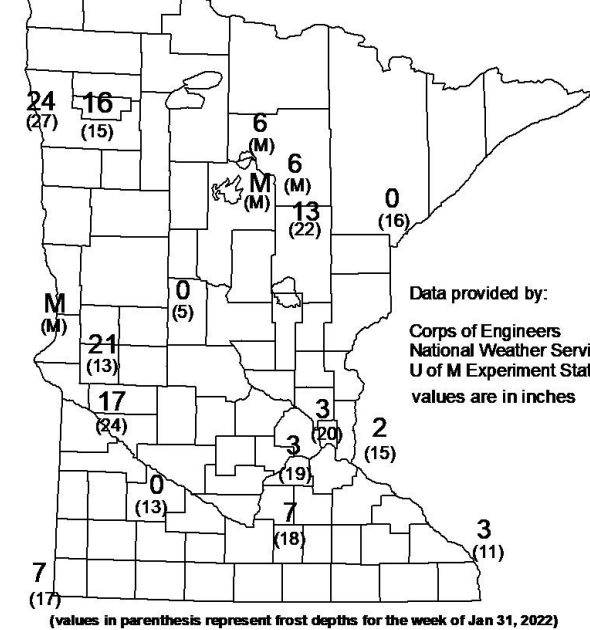 24 16
(27) (15)
6
(M)
6
(M)
M
(M)
0
(16)
13
(22)
0
(5)
M
(M)
Data provided by:
Corps of Engineers
National Weather Servi
U of M Experiment Stat
values are in inches
21
(13)
17
(24)
3
(20)
2
(15)
3
(19)
0
(13)
7
(18)
3
(11)
7
(17)
(values in parenthesis represent frost depths for the week of Jan 31, 2022)